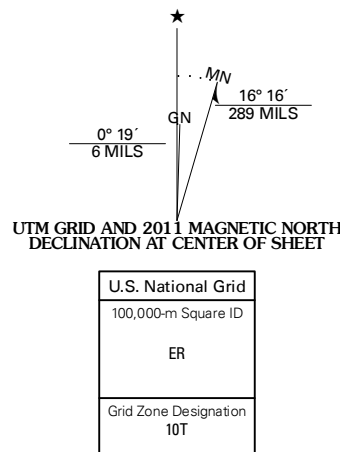 ★
MN
GN
16° 16´
289 MILS
0° 19´
6 MILS
UTM GRID AND 2011 MAGNETIC NORTH
DECLINATION AT CENTER OF SHEET
U.S. National Grid
100,000-m Square ID
ER
Grid Zone Designation
10T